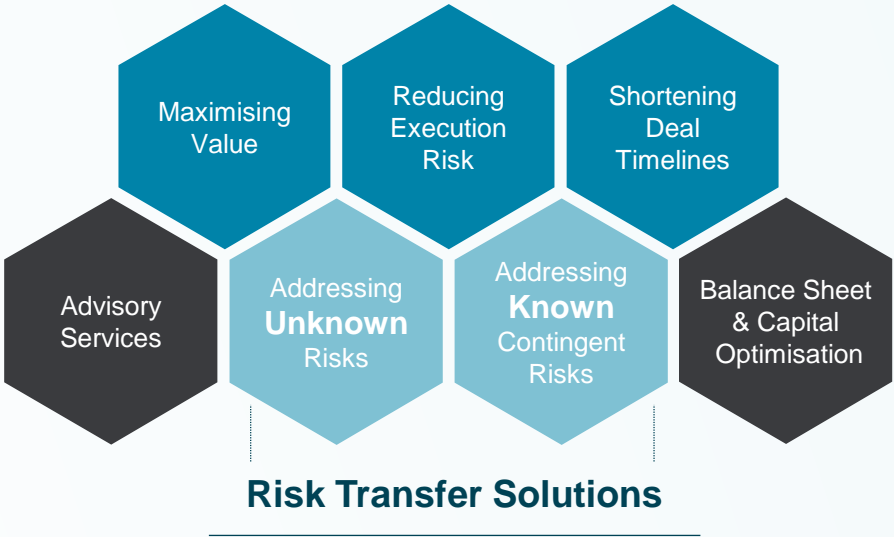 Maximising
Value
Reducing
Execution
Risk
Shortening
Deal
Timelines
Advisory
Services
Addressing
Unknown
Risks
Addressing
Known
Contingent
Risks
Balance Sheet
& Capital
Optimisation
Risk Transfer Solutions